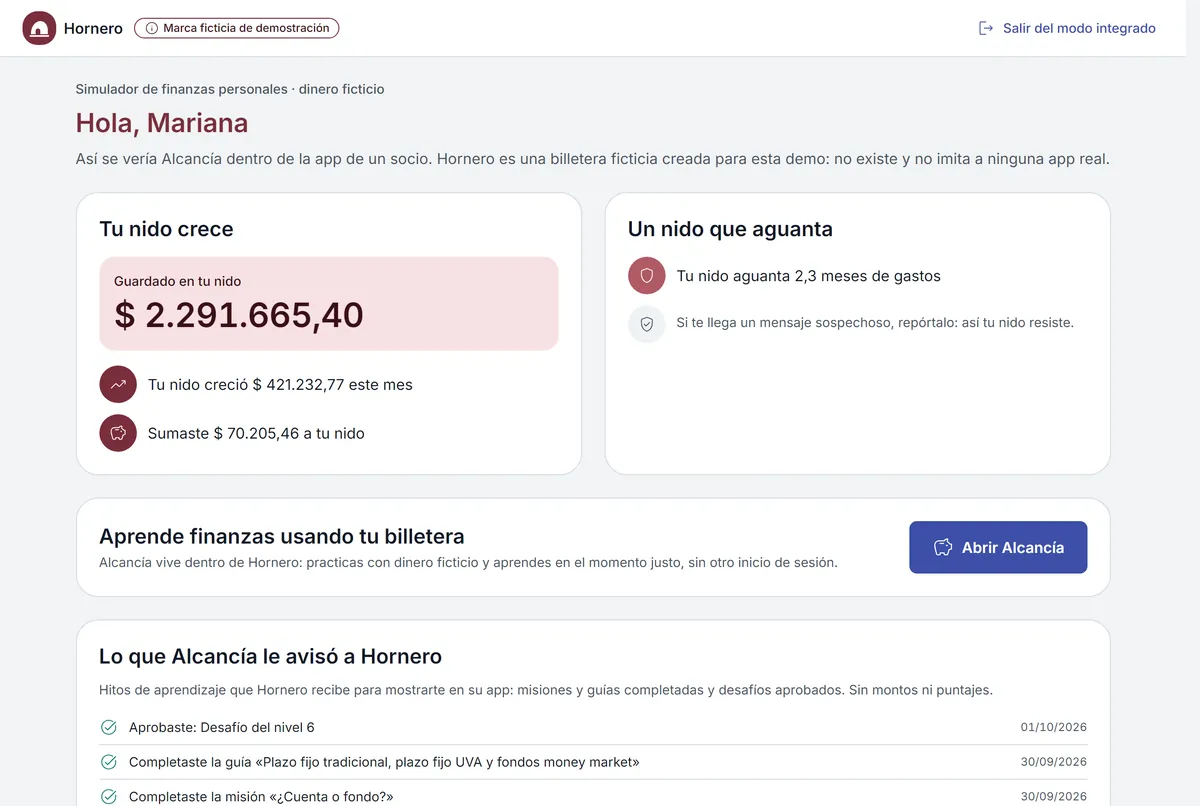 Hornero
Marca ficticia de demostración
Salir del modo integrado
Simulador de finanzas personales · dinero ficticio
Hola, Mariana
Así se vería Alcancía dentro de la app de un socio. Hornero es una billetera ficticia creada para esta demo: no existe y no imita a ninguna app real.
Tu nido crece
Guardado en tu nido
$ 2.291.665,40
Tu nido creció $ 421.232,77 este mes
Sumaste $ 70.205,46 a tu nido
Un nido que aguanta
Tu nido aguanta 2,3 meses de gastos
Si te llega un mensaje sospechoso, repórtalo: así tu nido resiste.
Aprende finanzas usando tu billetera
Alcancía vive dentro de Hornero: practicas con dinero ficticio y aprendes en el momento justo, sin otro inicio de sesión.
Abrir Alcancía
Lo que Alcancía le avisó a Hornero
Hitos de aprendizaje que Hornero recibe para mostrarte en su app: misiones y guías completadas y desafíos aprobados. Sin montos ni puntajes.
Aprobaste: Desafío del nivel 6
01/10/2026
Completaste la guía «Plazo fijo tradicional, plazo fijo UVA y fondos money market»
30/09/2026
Completaste la misión «¿Cuenta o fondo?»
30/09/2026